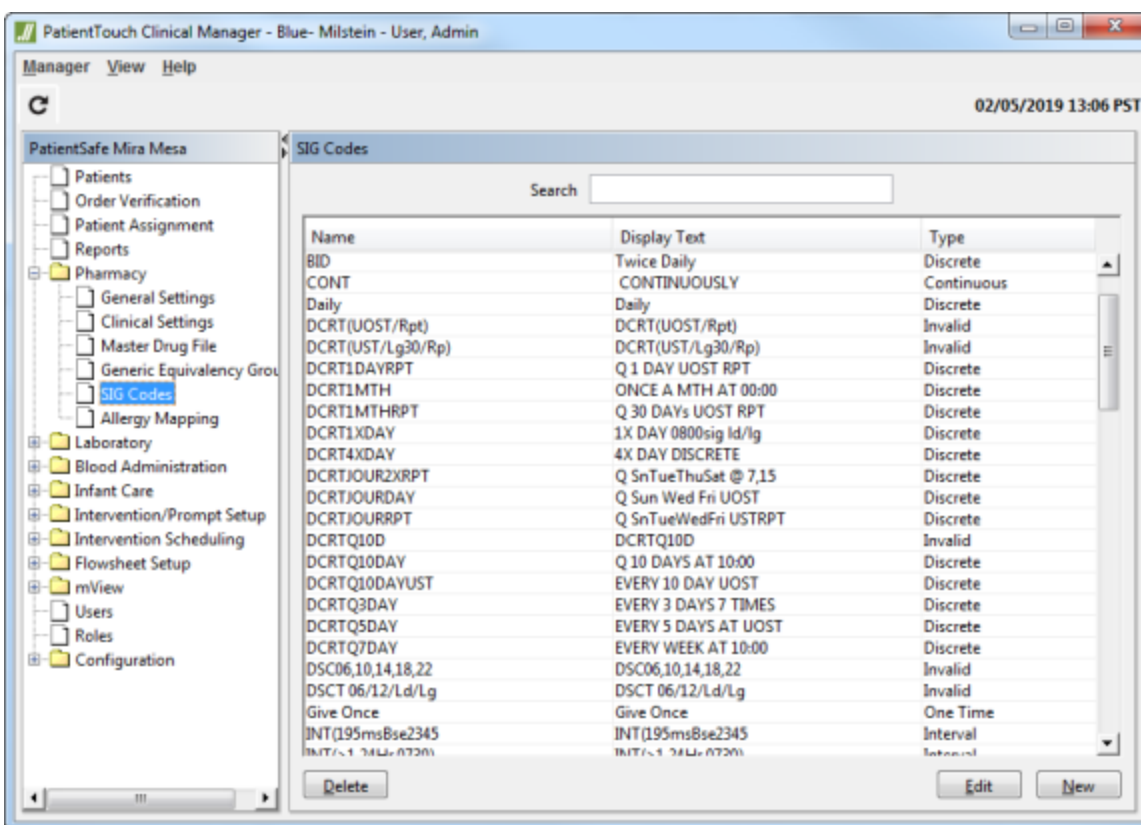 PatientTouch Clinical Manager - Blue- Milstein - User, Admin
Manager View Help
02/05/2019 13:06 PST
PatientSafe Mira Mesa
Patients
Order Verification
Patient Assignment
Reports
Pharmacy
General Settings
Clinical Settings
Master Drug File
Generic Equivalency Grou
SIG Codes
Allergy Mapping
Laboratory
Blood Administration
Infant Care
Intervention/Prompt Setup
Intervention Scheduling
Flowsheet Setup
mView
Users
Roles
Configuration
SIG Codes
Search
Name Display Text Type
BID Twice Daily Discrete
CONT CONTINUOUSLY Continuous
Daily Daily Discrete
DCRT(UOST/Rpt) DCRT(UOST/Rpt) Invalid
DCRT(UST/Lg30/Rp) DCRT(UST/Lg30/Rp) Invalid
DCRT1DAYRPT Q 1 DAY UOST RPT Discrete
DCRT1MTH ONCE A MTH AT 00:00 Discrete
DCRT1MTHRPT Q 30 DAYs UOST RPT Discrete
DCRT1XDAY 1X DAY 0800sig ld/lg Discrete
DCRT4XDAY 4X DAY DISCRETE Discrete
DCRTJOUR2XRPT Q SnTueThuSat @ 7,15 Discrete
DCRTJOURDAY Q Sun Wed Fri UOST Discrete
DCRTJOURRPT Q SnTueWedFri USTRPT Discrete
DCRTQ10D DCRTQ10D Invalid
DCRTQ10DAY Q 10 DAYS AT 10:00 Discrete
DCRTQ10DAYUST EVERY 10 DAY UOST Discrete
DCRTQ3DAY EVERY 3 DAYS 7 TIMES Discrete
DCRTQ5DAY EVERY 5 DAYS AT UOST Discrete
DCRTQ7DAY EVERY WEEK AT 10:00 Discrete
DSC06,10,14,18,22 DSC06,10,14,18,22 Invalid
DSCT 06/12/Ld/Lg DSCT 06/12/Ld/Lg Invalid
Give Once Give Once One Time
INT(195msBse2345 INT(195msBse2345 Interval
INT(>1 24Hr 0730) INT(>1 24Hr 0730) Interval
Delete Edit New